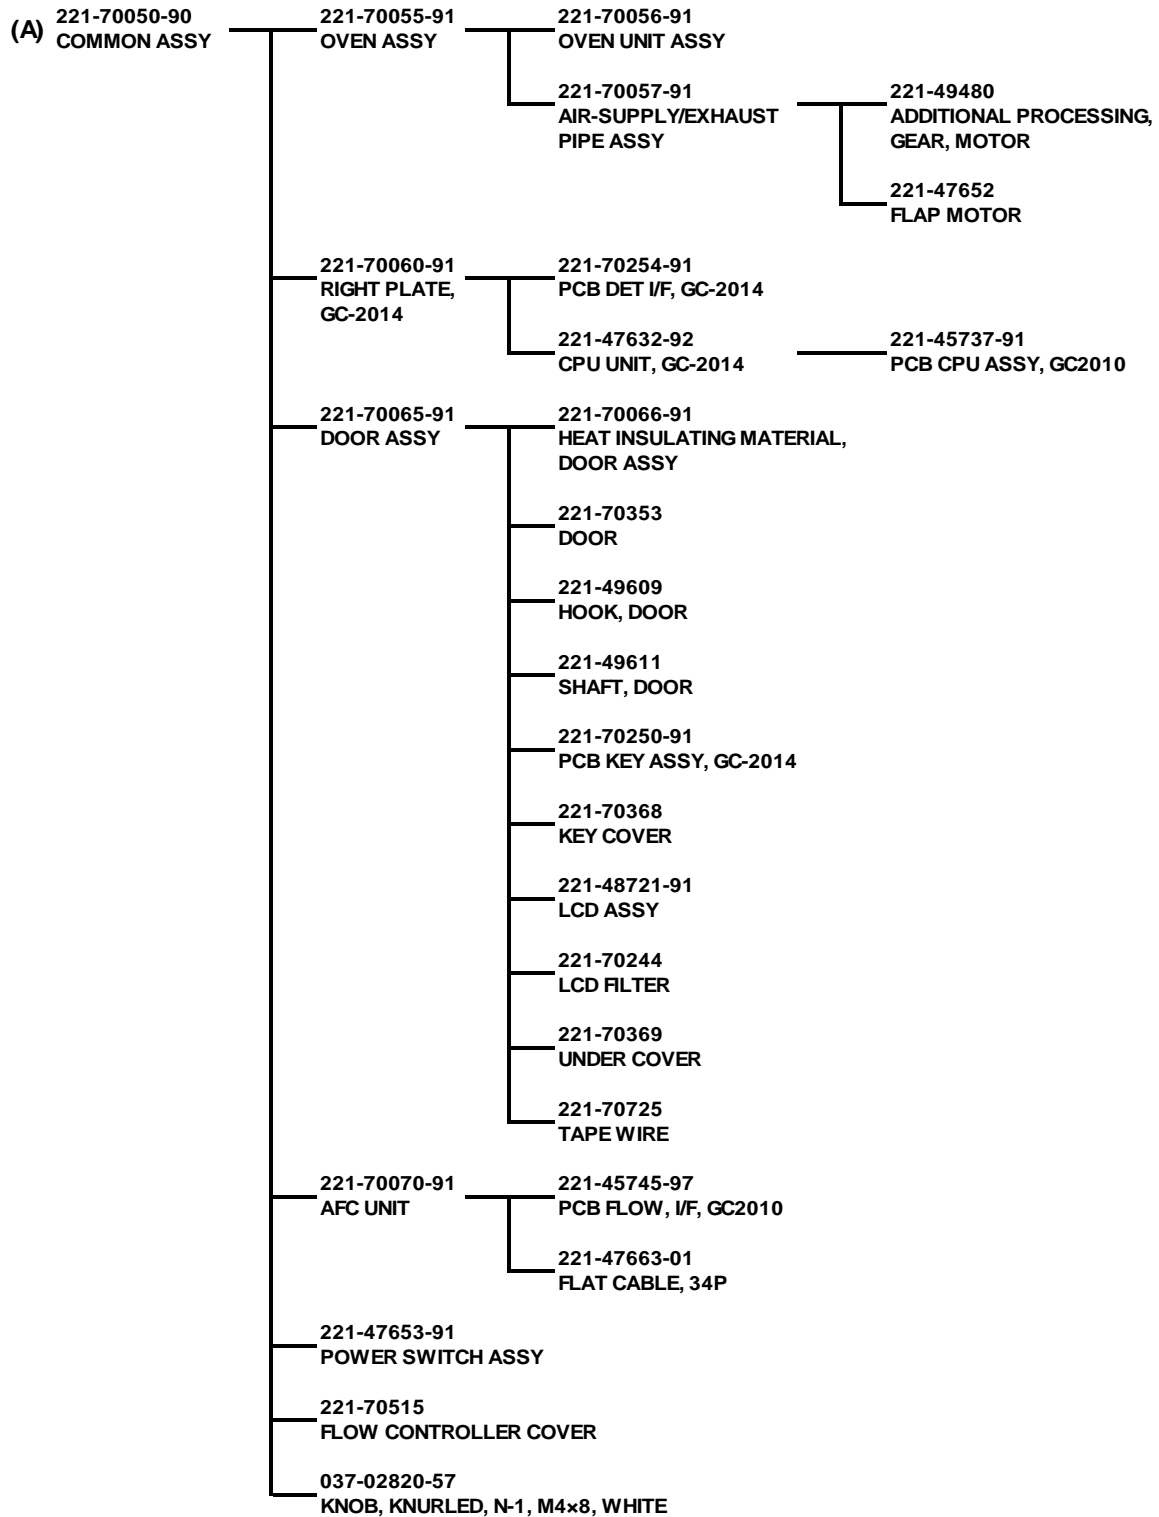 (A)
221-70050-90
COMMON ASSY
221-70055-91
OVEN ASSY
221-70056-91
OVEN UNIT ASSY
221-70057-91
AIR-SUPPLY/EXHAUST
PIPE ASSY
221-49480
ADDITIONAL PROCESSING,
GEAR, MOTOR
221-47652
FLAP MOTOR
221-70060-91
RIGHT PLATE,
GC-2014
221-70254-91
PCB DET I/F, GC-2014
221-47632-92
CPU UNIT, GC-2014
221-45737-91
PCB CPU ASSY, GC2010
221-70065-91
DOOR ASSY
221-70066-91
HEAT INSULATING MATERIAL,
DOOR ASSY
221-70353
DOOR
221-49609
HOOK, DOOR
221-49611
SHAFT, DOOR
221-70250-91
PCB KEY ASSY, GC-2014
221-70368
KEY COVER
221-48721-91
LCD ASSY
221-70244
LCD FILTER
221-70369
UNDER COVER
221-70725
TAPE WIRE
221-70070-91
AFC UNIT
221-45745-97
PCB FLOW, I/F, GC2010
221-47663-01
FLAT CABLE, 34P
221-47653-91
POWER SWITCH ASSY
221-70515
FLOW CONTROLLER COVER
037-02820-57
KNOB, KNURLED, N-1, M4×8, WHITE